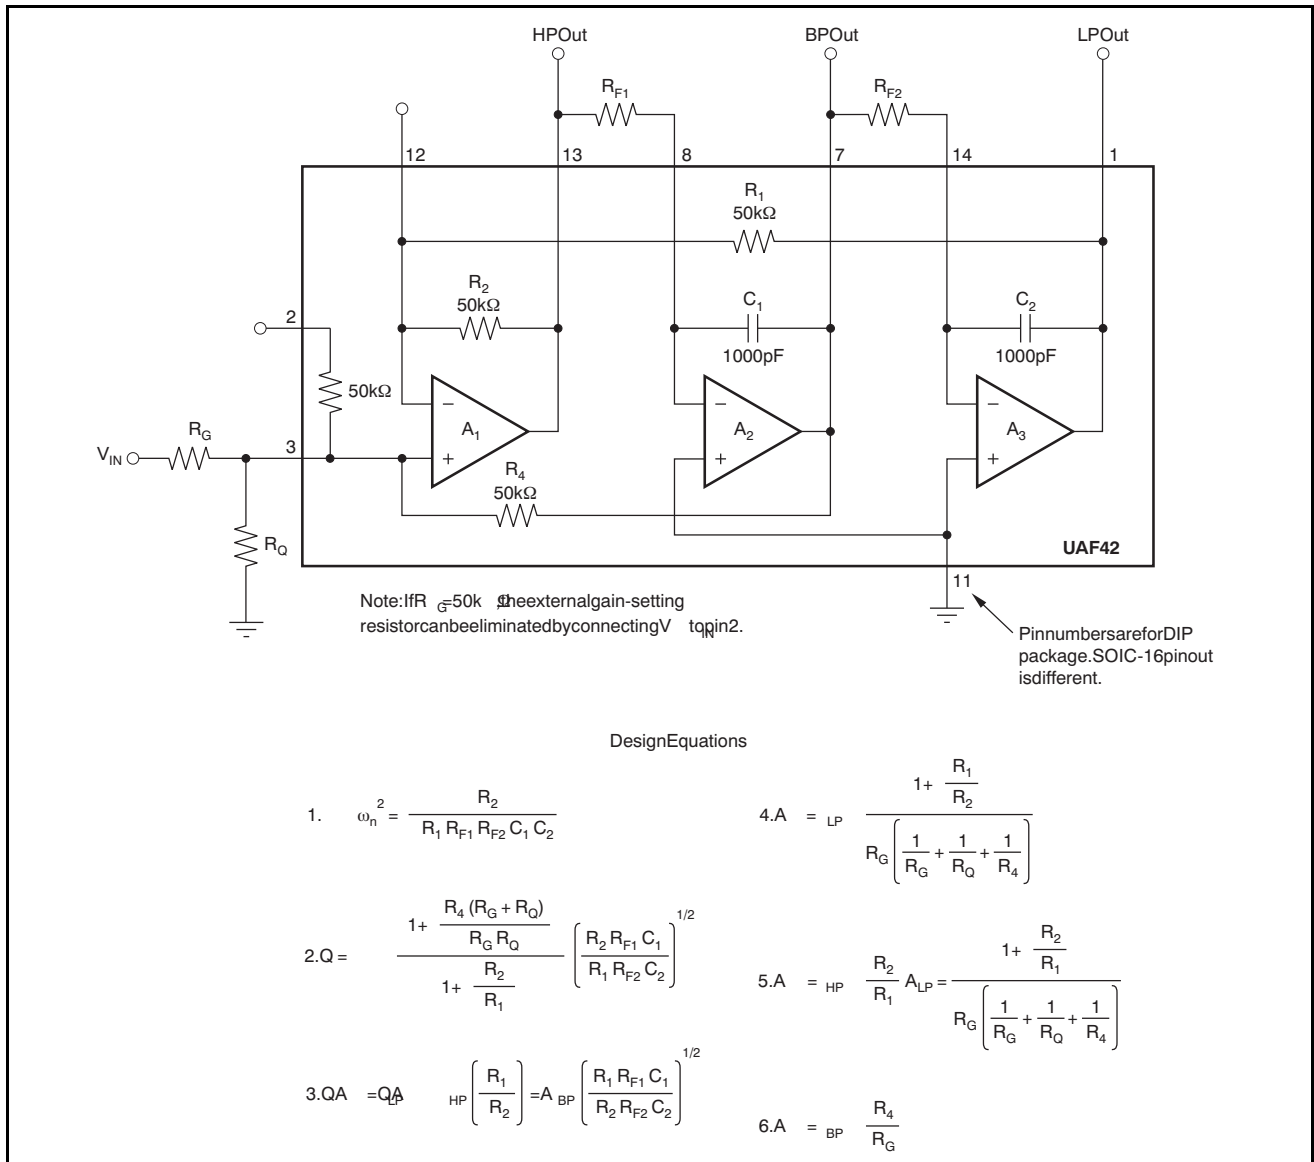 HPOut BPOut LPOut
R_F1 R_F2
12 13 8 7 14 1
R_1
50kΩ
R_2
50kΩ
C_1
1000pF
C_2
1000pF
2
50kΩ
A_1 A_2 A_3
− + − + − +
R_G
V_IN
3
R_4
50kΩ
R_Q
UAF42
11
Note:IfR_G=50k Ω,theexternalgain-setting
resistorcanbeeliminatedbyconnectingV_IN topin2.
PinnumbersareforDIP
package.SOIC-16pinout
isdifferent.
DesignEquations
1. ω_n^2 = R_2 / (R_1 R_F1 R_F2 C_1 C_2)
2.Q = (1+ R_4 (R_G + R_Q) / (R_G R_Q)) / (1+ R_2 / R_1) (R_2 R_F1 C_1 / (R_1 R_F2 C_2))^1/2
3.QA_LP =QA_HP (R_1 / R_2) =A_BP (R_1 R_F1 C_1 / (R_2 R_F2 C_2))^1/2
4.A_LP = (1+ R_1 / R_2) / (R_G (1 / R_G + 1 / R_Q + 1 / R_4))
5.A_HP = R_2 / R_1 A_LP = (1+ R_2 / R_1) / (R_G (1 / R_G + 1 / R_Q + 1 / R_4))
6.A_BP = R_4 / R_G